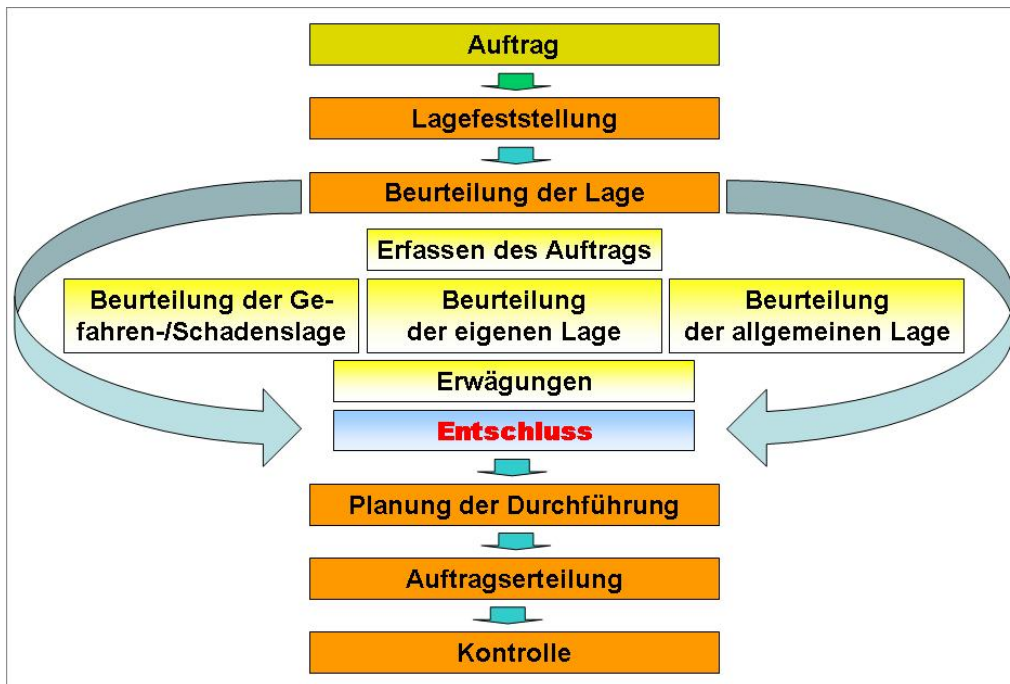 Auftrag
Lagefeststellung
Beurteilung der Lage
Erfassen des Auftrags
Beurteilung der Ge-
fahren-/Schadenslage
Beurteilung
der eigenen Lage
Beurteilung
der allgemeinen Lage
Erwägungen
Entschluss
Planung der Durchführung
Auftragserteilung
Kontrolle